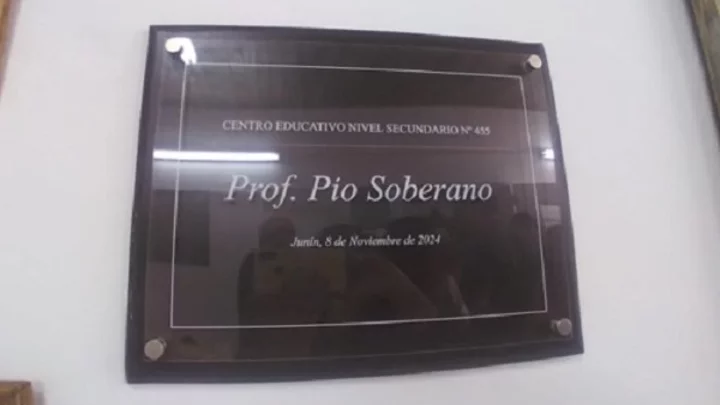 CENTRO EDUCATIVO NIVEL SECUNDARIO Nº 455
Prof. Pio Soberano
Junín, 8 de Noviembre de 2024